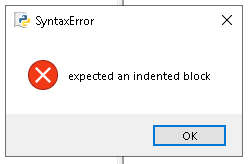 SyntaxError
expected an indented block
OK